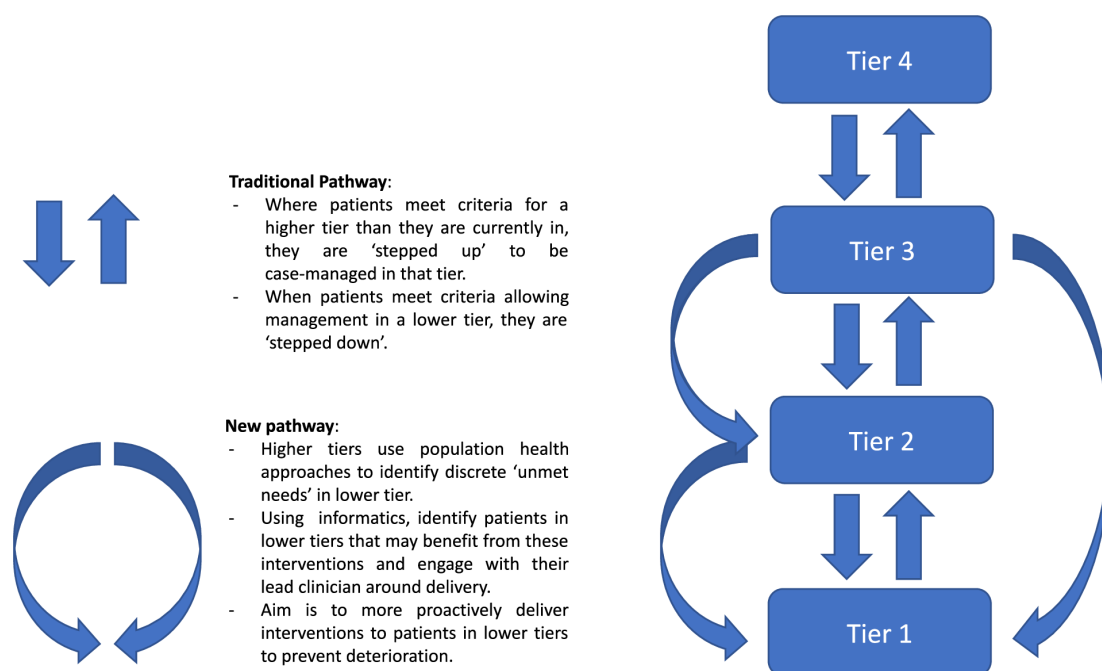 Tier 4
Traditional Pathway:
- Where patients meet criteria for a
higher tier than they are currently in,
they are ‘stepped up’ to be
case-managed in that tier.
- When patients meet criteria allowing
management in a lower tier, they are
‘stepped down’.
Tier 3
New pathway:
- Higher tiers use population health
approaches to identify discrete ‘unmet
needs’ in lower tier.
- Using informatics, identify patients in
lower tiers that may benefit from these
interventions and engage with their
lead clinician around delivery.
- Aim is to more proactively deliver
interventions to patients in lower tiers
to prevent deterioration.
Tier 2
Tier 1